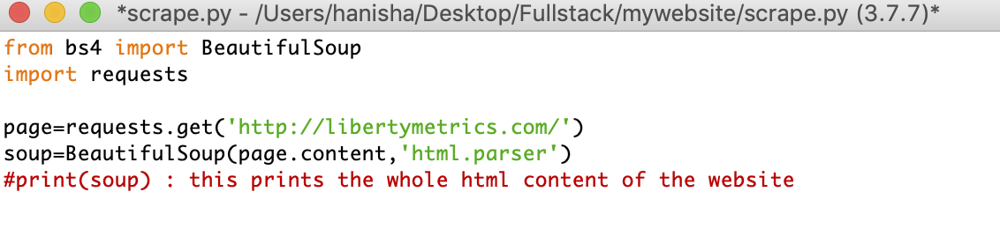 *scrape.py - /Users/hanisha/Desktop/Fullstack/mywebsite/scrape.py (3.7.7)*
from bs4 import BeautifulSoup
import requests
page=requests.get('http://libertymetrics.com/')
soup=BeautifulSoup(page.content,'html.parser')
#print(soup) : this prints the whole html content of the website